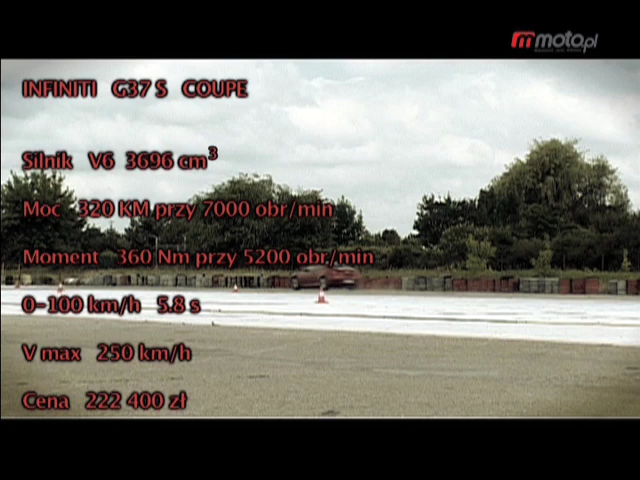 moto.pl
INFINITI G37 S COUPE
Silnik V6 3696 cm³
Moc 320 KM przy 7000 obr/min
Moment 360 Nm przy 5200 obr/min
0-100 km/h 5.8 s
V max 250 km/h
Cena 222 400 zł